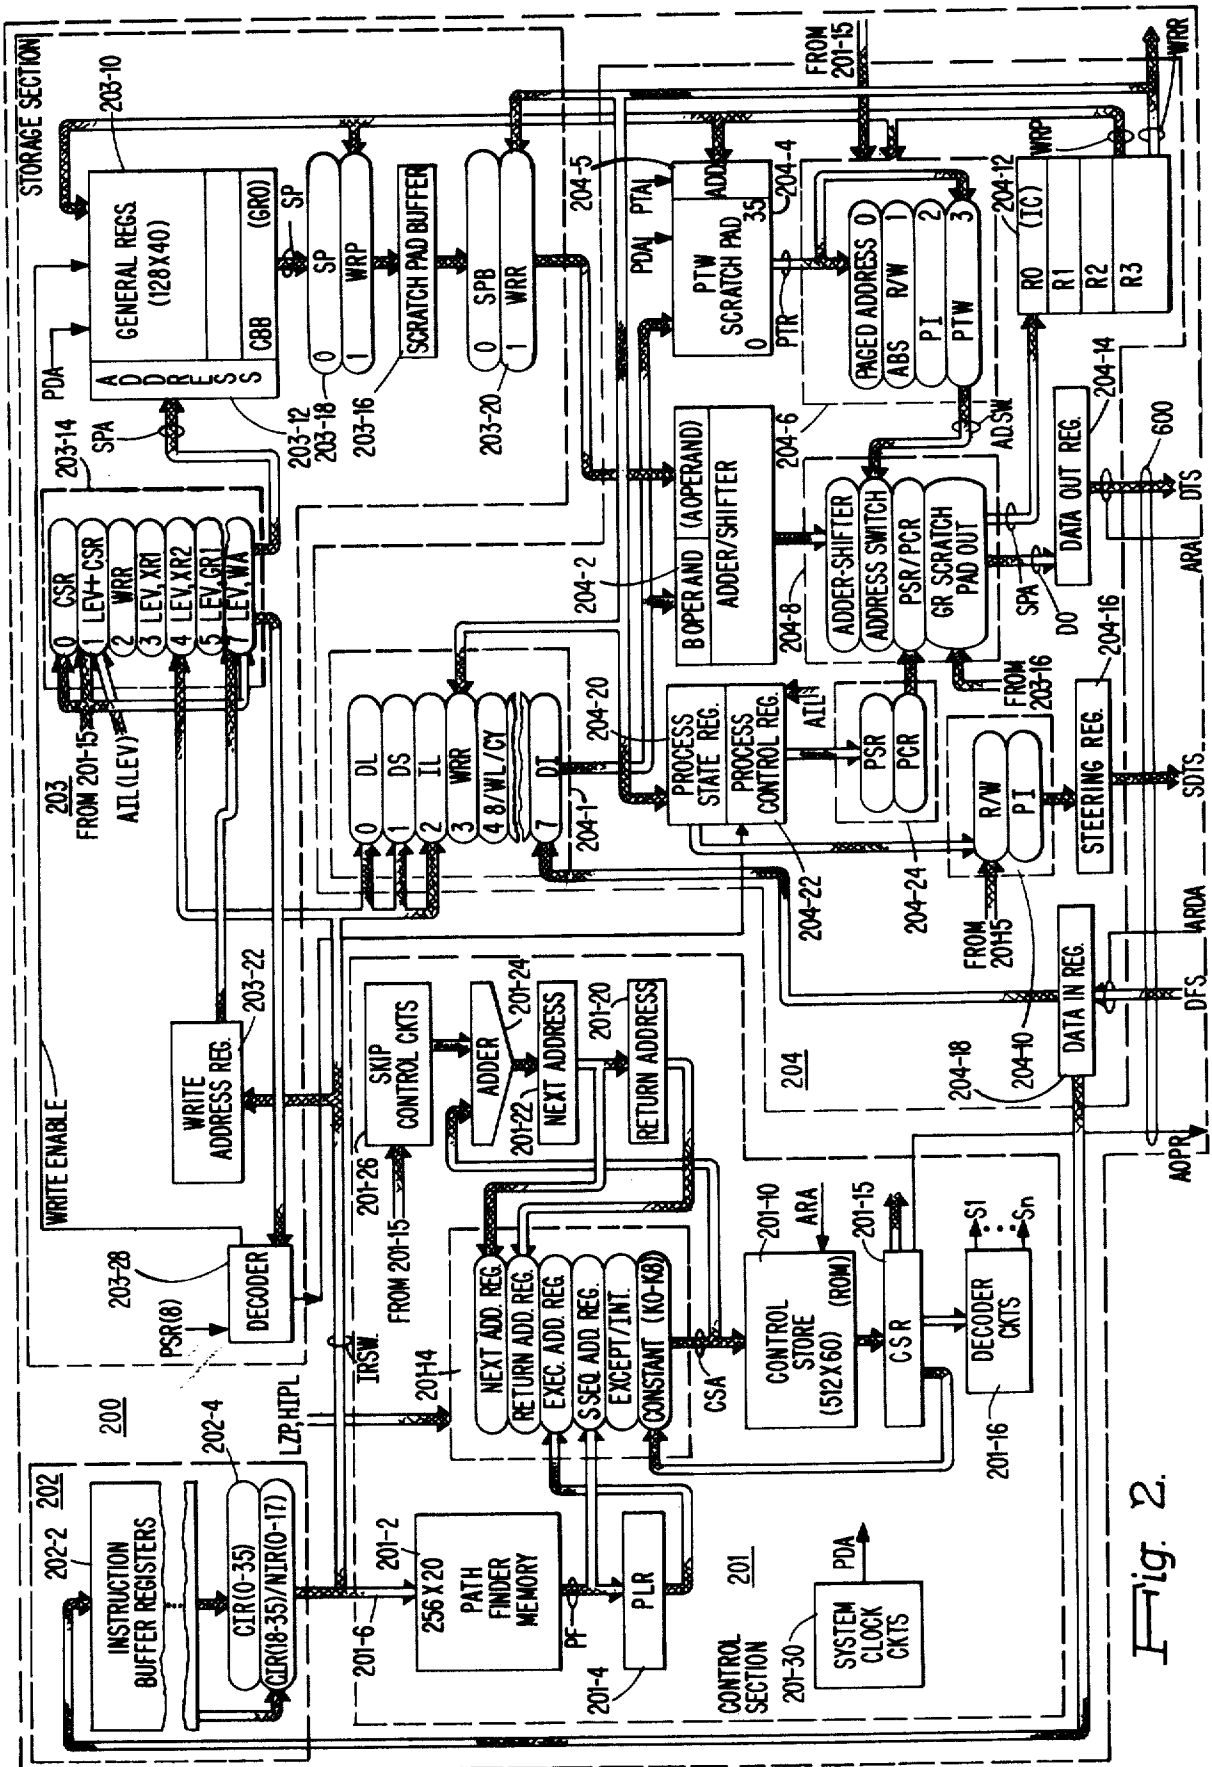 STORAGE SECTION
203-10
GENERAL REGS.
(128X40)
CBB
(GRO)
ADDRESS
PDA
SPA
203-14
203-12
203-18
203-16
SP
0 SP
1 WRP
SCRATCH PAD BUFFER
0 SPB
1 WRR
203-20
0 CSR
1 LEV+CSR
2 WRR
3 LEV, XR1
4 LEV, XR2
5 LEV, GR1
7 LEV, WA
203
FROM 201-15
AIL(LEV)
WRITE ENABLE
203-22
WRITE
ADDRESS REG.
203-28
DECODER
PSR(8)
200
202
202-2
INSTRUCTION
BUFFER REGISTERS
202-4
CIR(0-35)
CIR(18-35)/NIR(0-17)
LZP,HIPL
IRSW.
201-6
201-2
256 X 20
PATH
FINDER
MEMORY
PF
PLR
201-4
201
CONTROL
SECTION
201-30
SYSTEM
CLOCK
CKTS
PDA
201-14
NEXT ADD. REG.
RETURN ADD. REG.
EXEC. ADD. REG.
SSEQ ADD. REG.
EXCEPT/INT.
CONSTANT (K0-K8)
CSA
201-10
CONTROL
STORE
(512 X 60)
(ROM)
ARA
201-15
CSR
201-16
DECODER
CKTS
S1
Sn
FROM 201-15
201-26
SKIP
CONTROL CKTS
ADDER
201-24
201-22
NEXT ADDRESS
201-20
RETURN ADDRESS
204
0 DL
1 DS
2 IL
3 WRR
4 8/WL/CY
7 DT
204-1
204-2
B OPERAND (A OPERAND)
ADDER/SHIFTER
204-20
PROCESS
STATE REG.
PROCESS
CONTROL REG.
AIL
204-22
PSR
PCR
204-24
FROM
201-15
R/W
PI
204-10
STEERING REG.
204-16
SDTS
204-18
DATA IN REG.
DFS
ARDA
AOPR
204-8
ADDER-SHIFTER
ADDRESS SWITCH
PSR/PCR
GR SCRATCH
PAD OUT
FROM
203-16
SPA
DO
DATA OUT REG.
204-14
DTS
ARA
600
204-5
PDA
PTA
PTW
SCRATCH PAD
0
35
ADD
204-4
PTR
204-6
PAGED ADDRESS 0
ABS R/W 1
PI 2
PTW 3
ADSW
FROM
201-15
204-12
R0 (IC)
R1
R2
R3
WRP
WRR
Fig. 2.